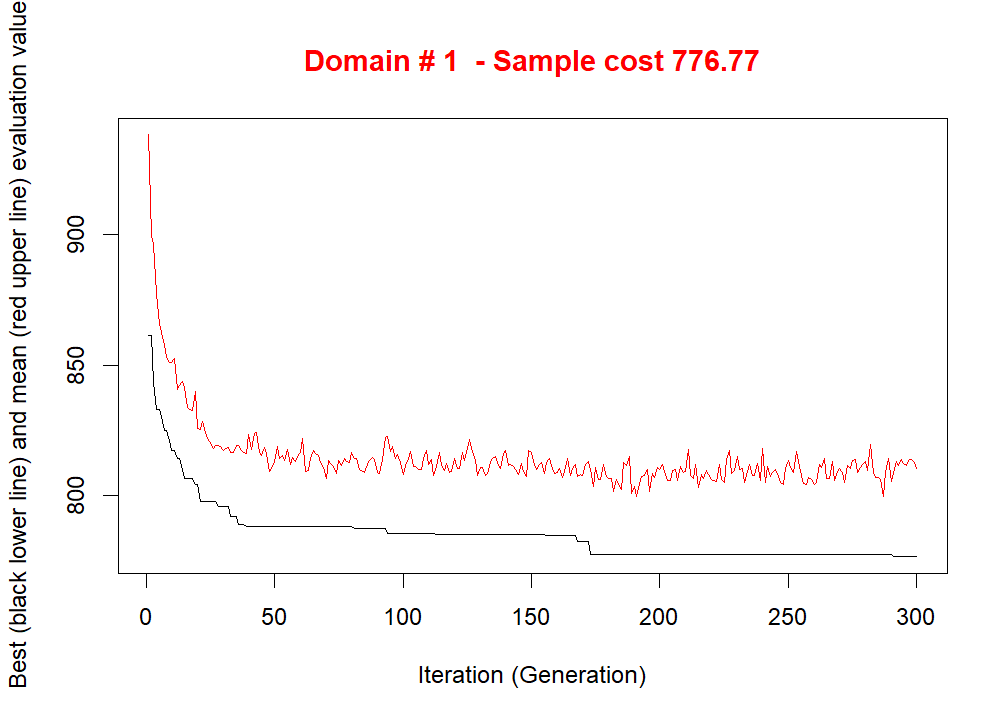 Domain # 1  - Sample cost 776.77
Best (black lower line) and mean (red upper line) evaluation value
900
850
800
0 50 100 150 200 250 300
Iteration (Generation)